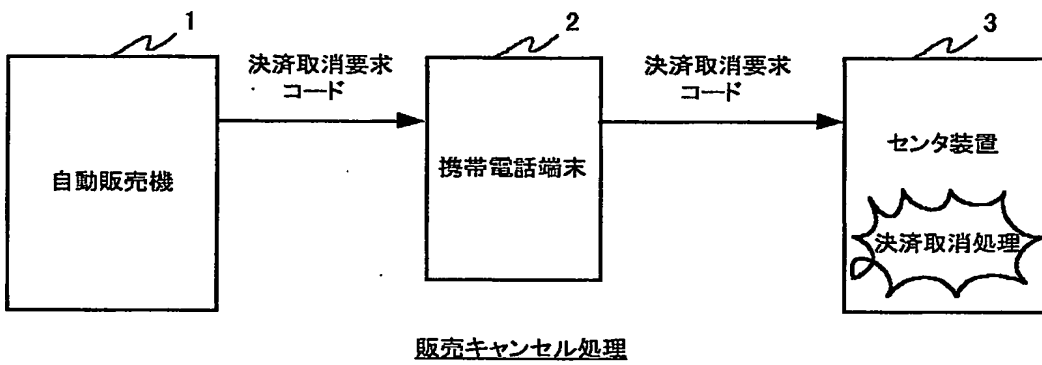 1
2
3
決済取消要求
コード
決済取消要求
コード
自動販売機
携帯電話端末
センタ装置
決済取消処理
販売キャンセル処理